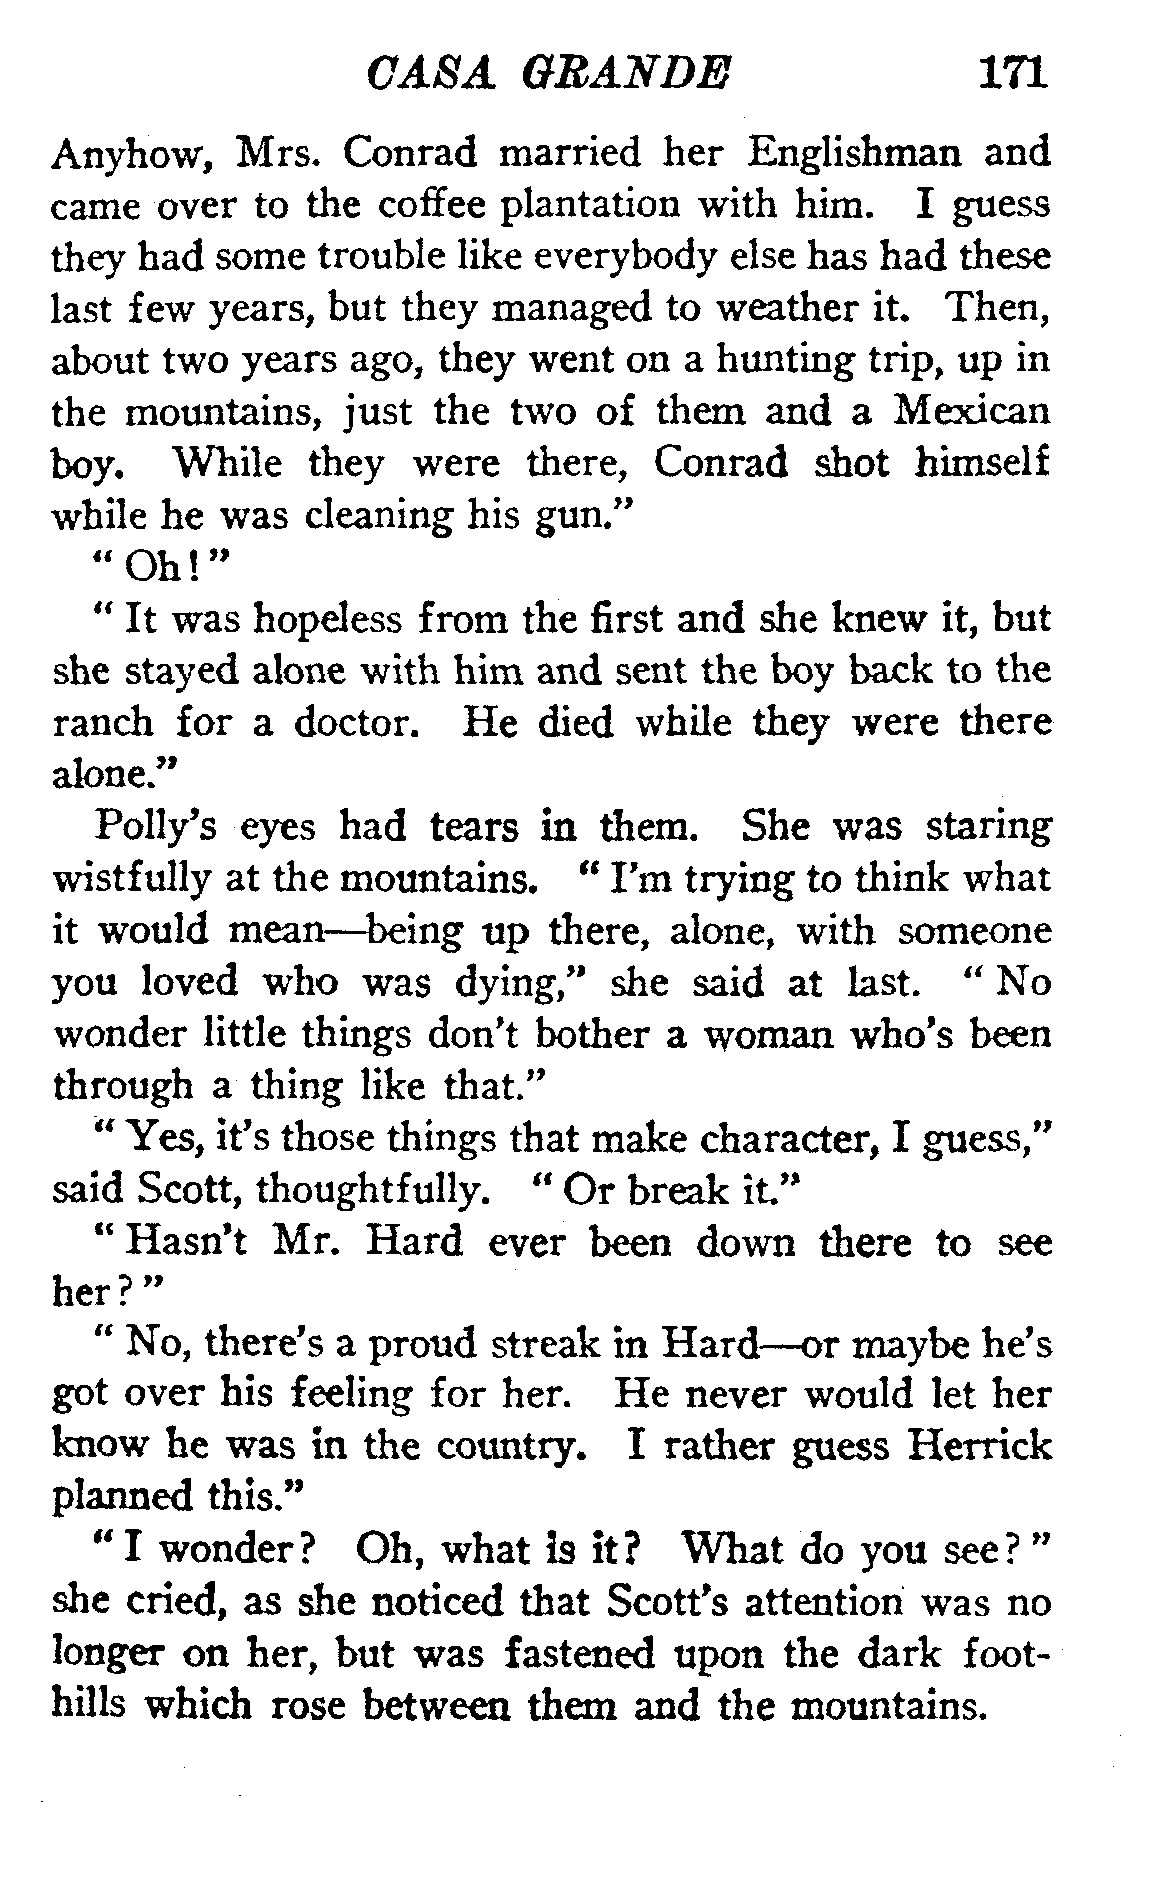 CASA GRANDE 171
Anyhow, Mrs. Conrad married her Englishman and
came over to the coffee plantation with him. I guess
they had some trouble like everybody else has had these
last few years, but they managed to weather it. Then,
about two years ago, they went on a hunting trip, up in
the mountains, just the two of them and a Mexican
boy. While they were there, Conrad shot himself
while he was cleaning his gun.”
“ Oh ! ”
“ It was hopeless from the first and she knew it, but
she stayed alone with him and sent the boy back to the
ranch for a doctor. He died while they were there
alone.”
Polly’s eyes had tears in them. She was staring
wistfully at the mountains. “ I’m trying to think what
it would mean—being up there, alone, with someone
you loved who was dying,” she said at last. “ No
wonder little things don’t bother a woman who’s been
through a thing like that.”
“ Yes, it’s those things that make character, I guess,”
said Scott, thoughtfully. “ Or break it.”
“ Hasn’t Mr. Hard ever been down there to see
her ? ”
“ No, there’s a proud streak in Hard—or maybe he’s
got over his feeling for her. He never would let her
know he was in the country. I rather guess Herrick
planned this.”
“ I wonder? Oh, what is it? What do you see? ”
she cried, as she noticed that Scott’s attention was no
longer on her, but was fastened upon the dark foot-
hills which rose between them and the mountains.